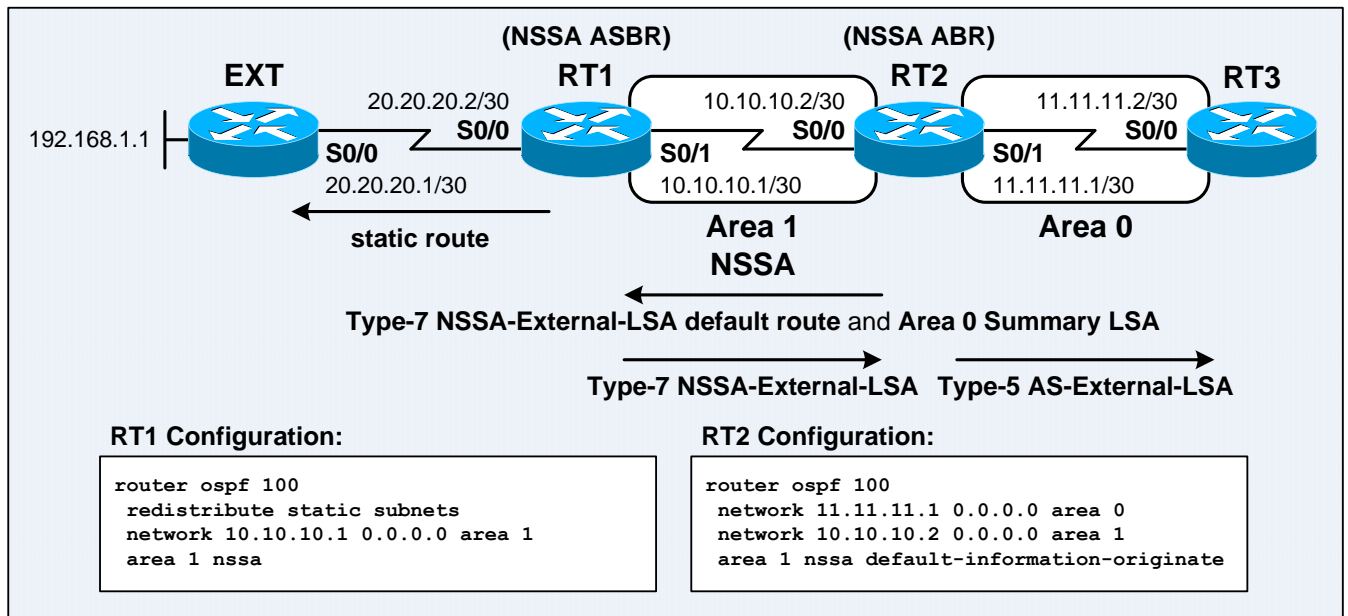 (NSSA ASBR) (NSSA ABR)
EXT RT1 RT2 RT3
20.20.20.2/30 10.10.10.2/30 11.11.11.2/30
192.168.1.1 S0/0 S0/0 S0/0
S0/0 S0/1 S0/1
20.20.20.1/30 10.10.10.1/30 11.11.11.1/30
static route Area 1 Area 0
NSSA
Type-7 NSSA-External-LSA default route and Area 0 Summary LSA
Type-7 NSSA-External-LSA Type-5 AS-External-LSA
RT1 Configuration:
router ospf 100
redistribute static subnets
network 10.10.10.1 0.0.0.0 area 1
area 1 nssa
RT2 Configuration:
router ospf 100
network 11.11.11.1 0.0.0.0 area 0
network 10.10.10.2 0.0.0.0 area 1
area 1 nssa default-information-originate